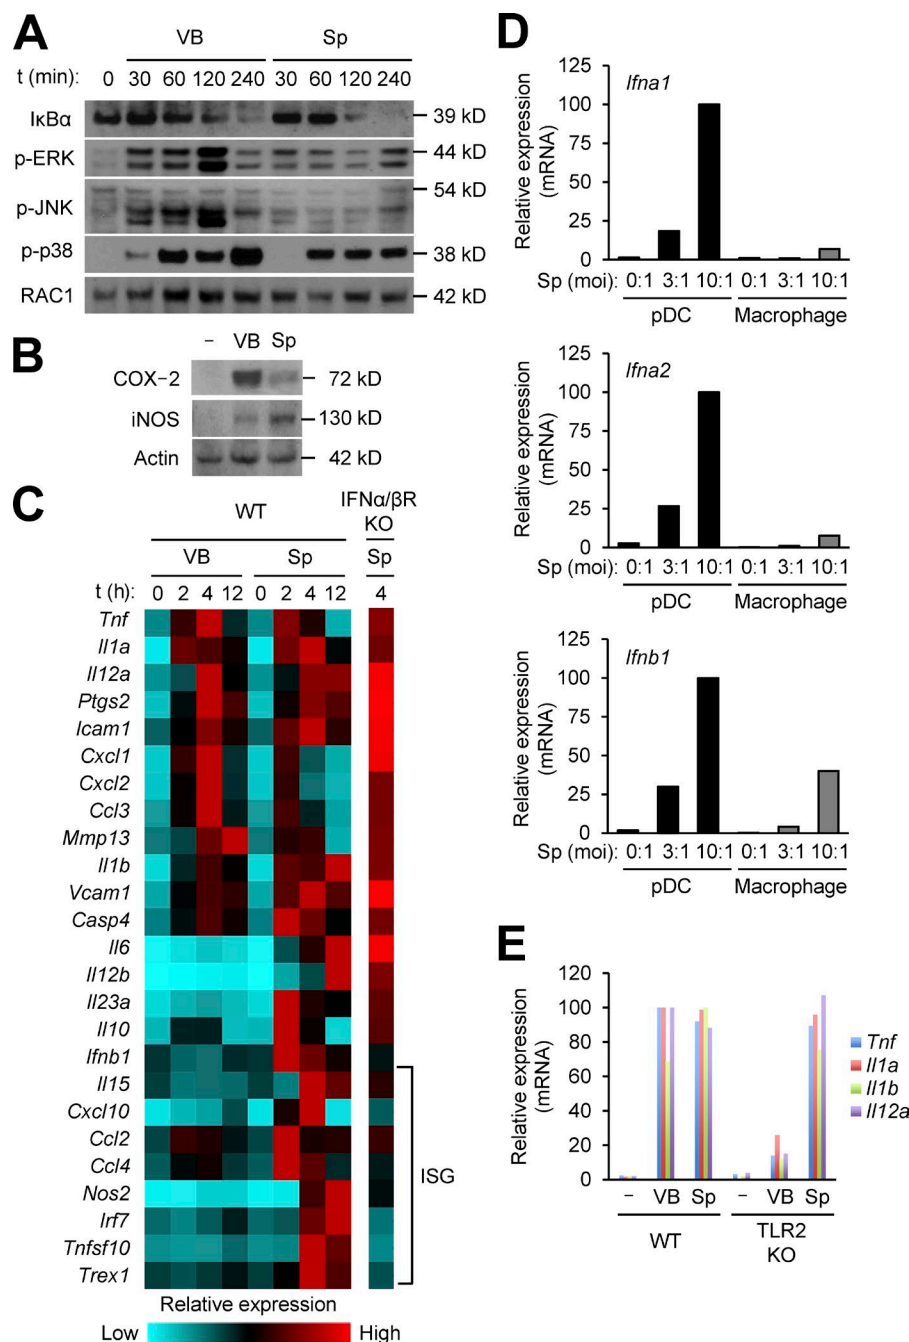 A
VB Sp
t (min): 0 30 60 120 240 30 60 120 240
IκBα 39 kD
p-ERK 44 kD
54 kD
p-JNK
p-p38 38 kD
RAC1 42 kD
B
– VB Sp
COX-2 72 kD
iNOS 130 kD
Actin 42 kD
C
WT IFNα/βR KO
VB Sp Sp
t (h): 0 2 4 12 0 2 4 12 4
Tnf
Il1a
Il12a
Ptgs2
Icam1
Cxcl1
Cxcl2
Ccl3
Mmp13
Il1b
Vcam1
Casp4
Il6
Il12b
Il23a
Il10
Ifnb1
Il15
Cxcl10
Ccl2
Ccl4
Nos2
Irf7
Tnfsf10
Trex1
ISG
Relative expression
Low High
D
Relative expression
(mRNA)
Ifna1
125
100
75
50
25
0
Sp (moi): 0:1 3:1 10:1 0:1 3:1 10:1
pDC Macrophage
Relative expression
(mRNA)
Ifna2
125
100
75
50
25
0
Sp (moi): 0:1 3:1 10:1 0:1 3:1 10:1
pDC Macrophage
Relative expression
(mRNA)
Ifnb1
125
100
75
50
25
0
Sp (moi): 0:1 3:1 10:1 0:1 3:1 10:1
pDC Macrophage
E
Relative expression
(mRNA)
120
100
80
60
40
20
0
Tnf
Il1a
Il1b
Il12a
– VB Sp – VB Sp
WT TLR2
KO